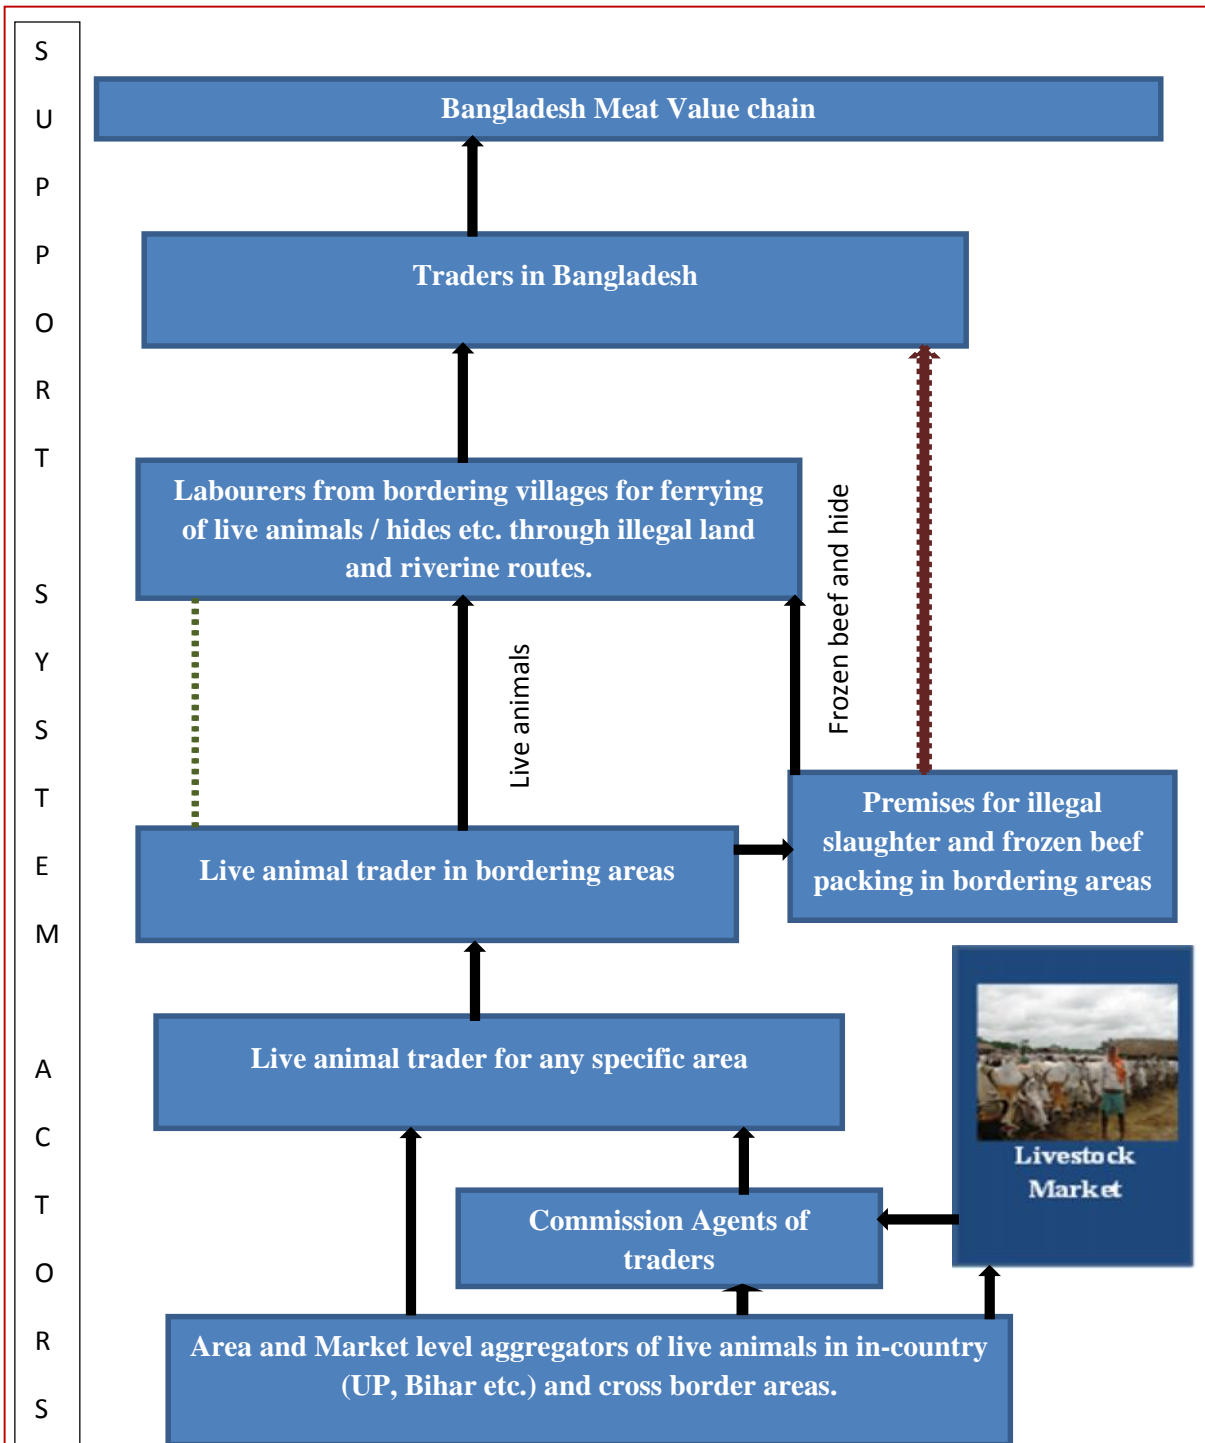 SUPPORT SYSTEM ACTORS
Bangladesh Meat Value chain
Traders in Bangladesh
Labourers from bordering villages for ferrying
of live animals / hides etc. through illegal land
and riverine routes.
Frozen beef and hide
Live animals
Premises for illegal
slaughter and frozen beef
packing in bordering areas
Live animal trader in bordering areas
Live animal trader for any specific area
Livestock
Market
Commission Agents of
traders
Area and Market level aggregators of live animals in in-country
(UP, Bihar etc.) and cross border areas.